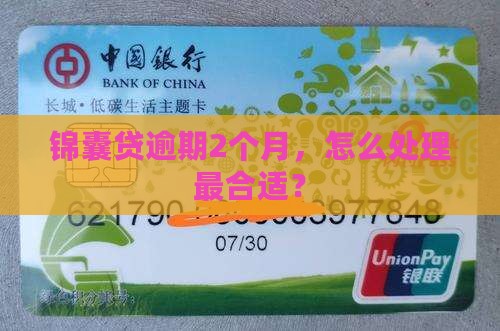 中国银行
BANK OF CHINA
长城·低碳生活主题卡
锦囊贷逾期2个月，怎么处理
最合适？
621790
07/30
UnionPay
银联